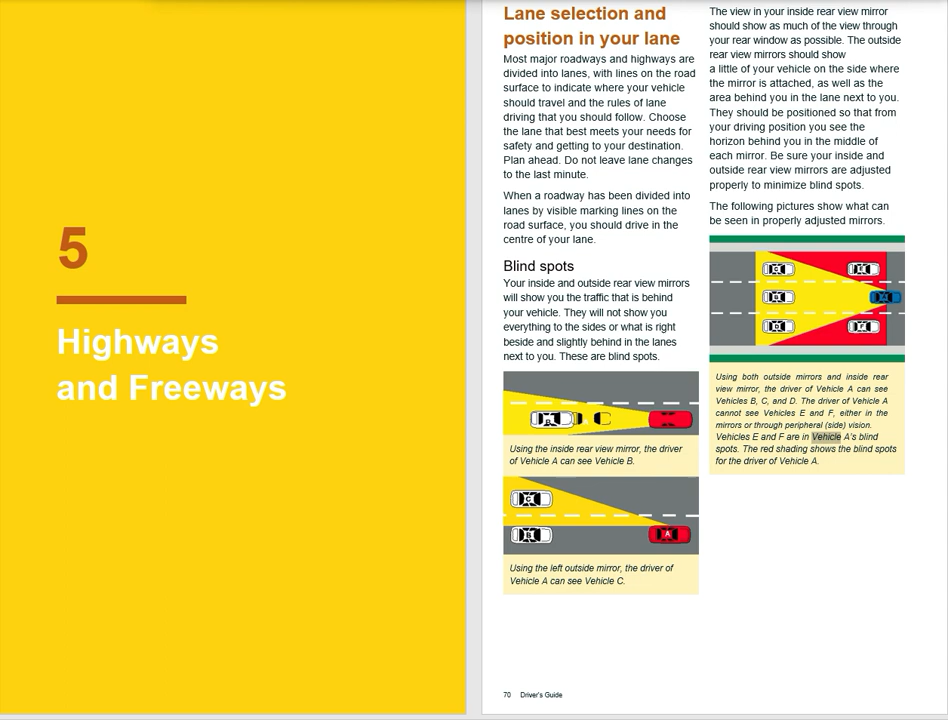 5
Highways
and Freeways
Lane selection and
position in your lane
Most major roadways and highways are
divided into lanes, with lines on the road
surface to indicate where your vehicle
should travel and the rules of lane
driving that you should follow. Choose
the lane that best meets your needs for
safety and getting to your destination.
Plan ahead. Do not leave lane changes
to the last minute.
When a roadway has been divided into
lanes by visible marking lines on the
road surface, you should drive in the
centre of your lane.
Blind spots
Your inside and outside rear view mirrors
will show you the traffic that is behind
your vehicle. They will not show you
everything to the sides or what is right
beside and slightly behind in the lanes
next to you. These are blind spots.
B
Using the inside rear view mirror, the driver
of Vehicle A can see Vehicle B.
C
B
A
Using the left outside mirror, the driver of
Vehicle A can see Vehicle C.
The view in your inside rear view mirror
should show as much of the view through
your rear window as possible. The outside
rear view mirrors should show
a little of your vehicle on the side where
the mirror is attached, as well as the
area behind you in the lane next to you.
They should be positioned so that from
your driving position you see the
horizon behind you in the middle of
each mirror. Be sure your inside and
outside rear view mirrors are adjusted
properly to minimize blind spots.
The following pictures show what can
be seen in properly adjusted mirrors.
Using both outside mirrors and inside rear
view mirror, the driver of Vehicle A can see
Vehicles B, C, and D. The driver of Vehicle A
cannot see Vehicles E and F, either in the
mirrors or through peripheral (side) vision.
Vehicles E and F are in Vehicle A's blind
spots. The red shading shows the blind spots
for the driver of Vehicle A.
70 Driver's Guide